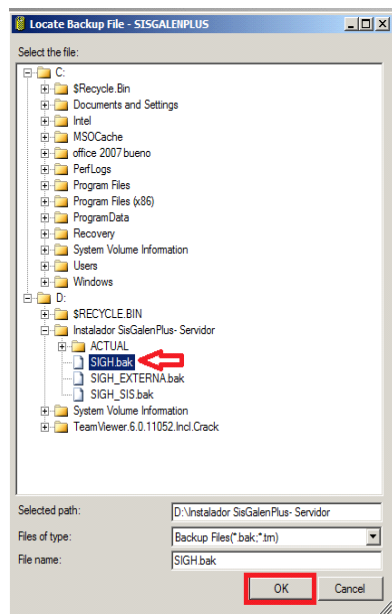 Locate Backup File - SISGALENPLUS
Select the file:
C:
$Recycle.Bin
Documents and Settings
Intel
MSOCache
office 2007 bueno
PerfLogs
Program Files
Program Files (x86)
ProgramData
Recovery
System Volume Information
Users
Windows
D:
$RECYCLE.BIN
Instalador SisGalenPlus- Servidor
ACTUAL
SIGH.bak
SIGH_EXTERNA.bak
SIGH_SIS.bak
System Volume Information
TeamViewer.6.0.11052.Incl.Crack
Selected path: D:\Instalador SisGalenPlus- Servidor
Files of type: Backup Files(*.bak;*.trn)
File name: SIGH.bak
OK Cancel